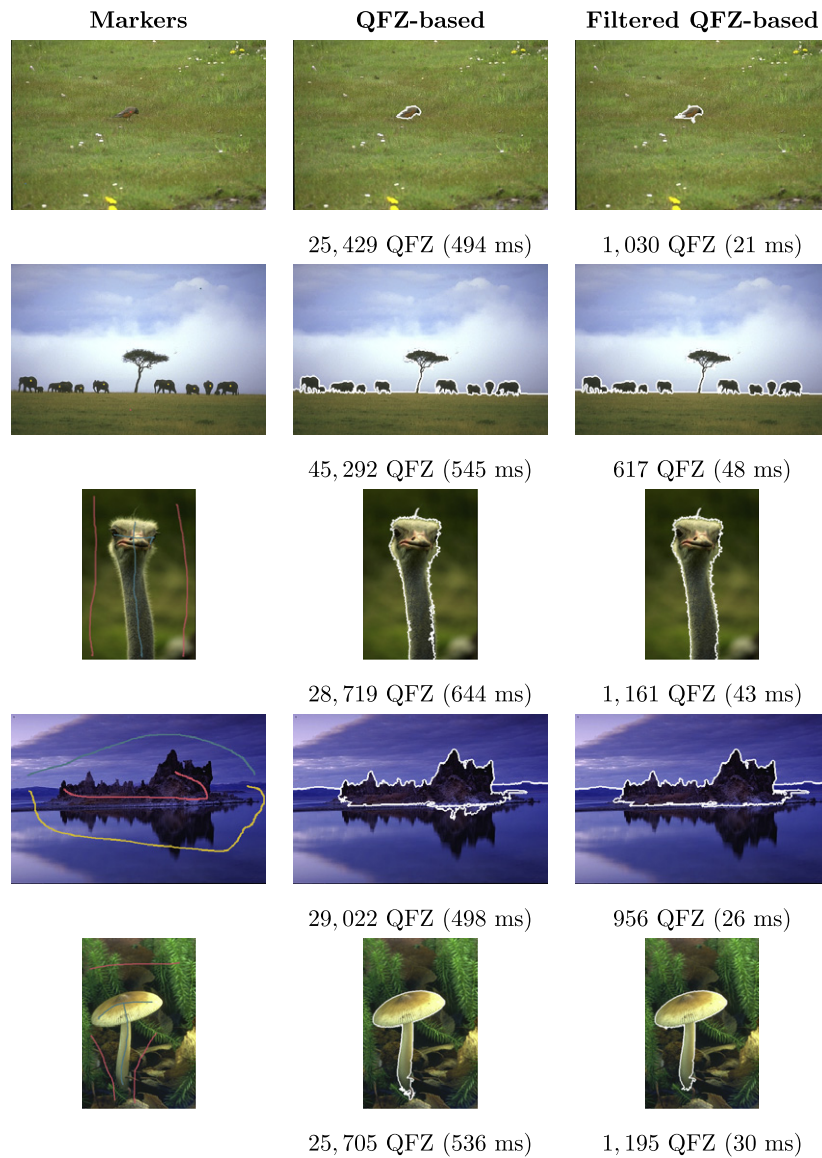 Markers QFZ-based Filtered QFZ-based
25,429 QFZ (494 ms) 1,030 QFZ (21 ms)
45,292 QFZ (545 ms) 617 QFZ (48 ms)
28,719 QFZ (644 ms) 1,161 QFZ (43 ms)
29,022 QFZ (498 ms) 956 QFZ (26 ms)
25,705 QFZ (536 ms) 1,195 QFZ (30 ms)